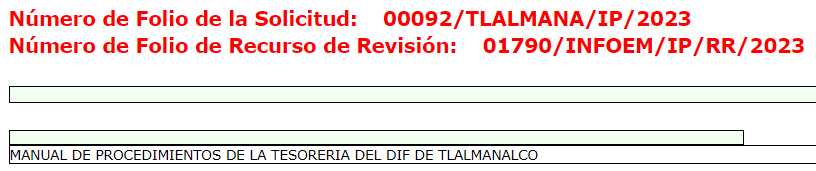 Número de Folio de la Solicitud: 00092/TLALMANA/IP/2023
Número de Folio de Recurso de Revisión: 01790/INFOEM/IP/RR/2023
MANUAL DE PROCEDIMIENTOS DE LA TESORERIA DEL DIF DE TLALMANALCO